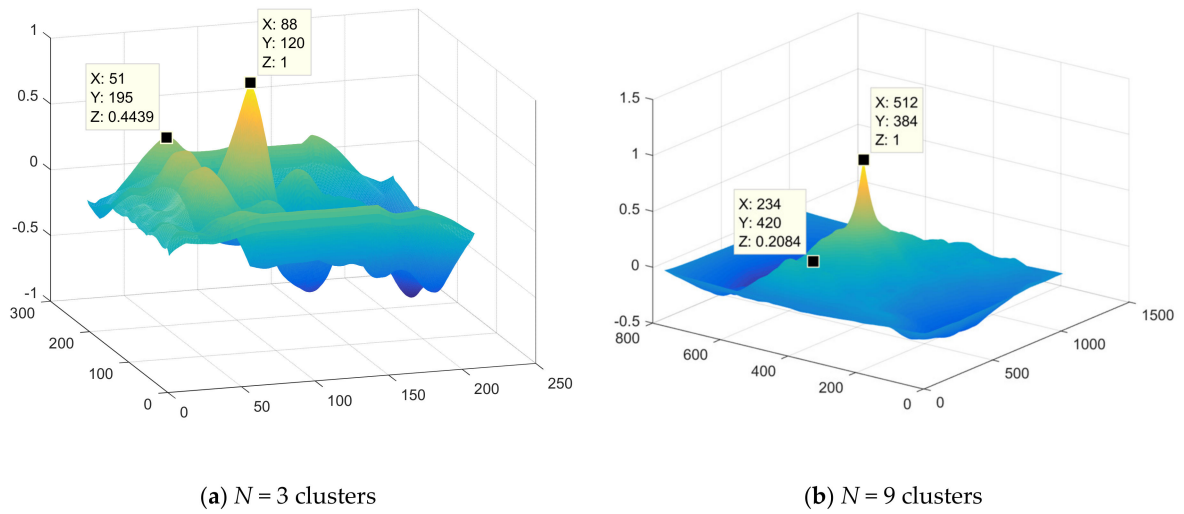 1
0.5
0
-0.5
-1
300
200
100
0
0
50
100
150
200
250
X: 51
Y: 195
Z: 0.4439
X: 88
Y: 120
Z: 1
1.5
1
0.5
0
-0.5
800
600
400
200
0
0
500
1000
1500
X: 234
Y: 420
Z: 0.2084
X: 512
Y: 384
Z: 1
(a) N = 3 clusters
(b) N = 9 clusters